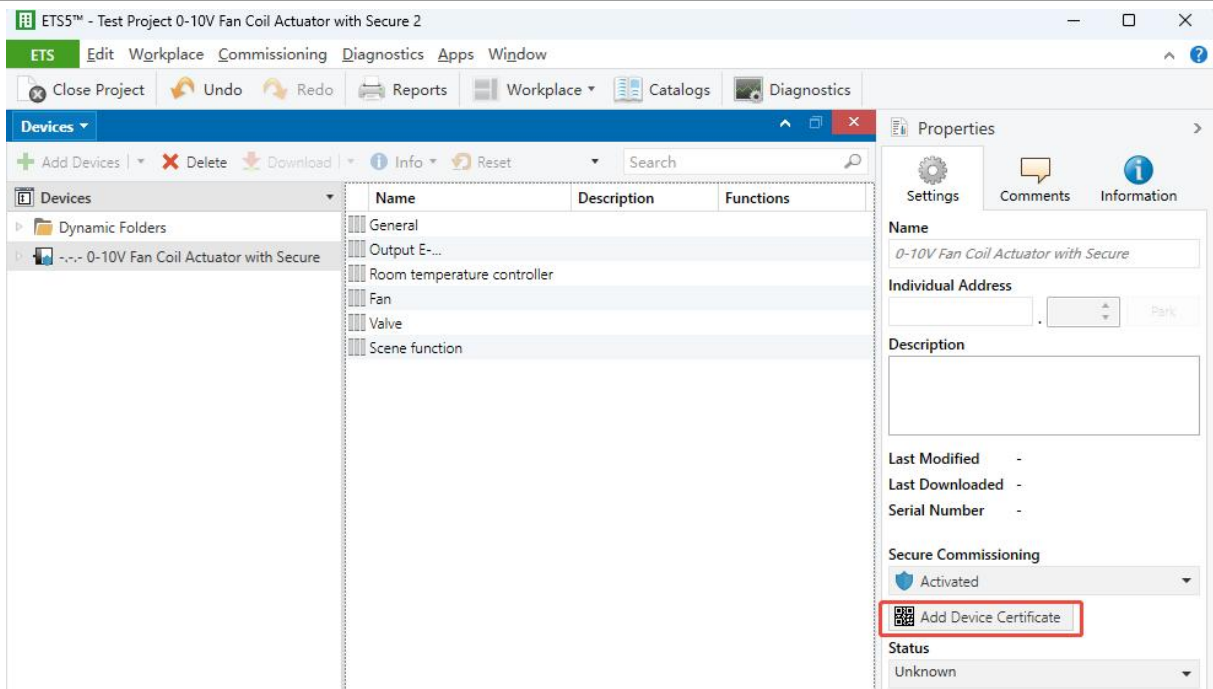 ETS5™ - Test Project 0-10V Fan Coil Actuator with Secure 2
ETS Edit Workplace Commissioning Diagnostics Apps Window
Close Project Undo Redo Reports Workplace Catalogs Diagnostics
Devices
Add Devices Delete Download Info Reset Search
Devices
Dynamic Folders
-.-.- 0-10V Fan Coil Actuator with Secure
Name Description Functions
General
Output E-...
Room temperature controller
Fan
Valve
Scene function
Properties
Settings Comments Information
Name
0-10V Fan Coil Actuator with Secure
Individual Address
. Park
Description
Last Modified -
Last Downloaded -
Serial Number -
Secure Commissioning
Activated
Add Device Certificate
Status
Unknown